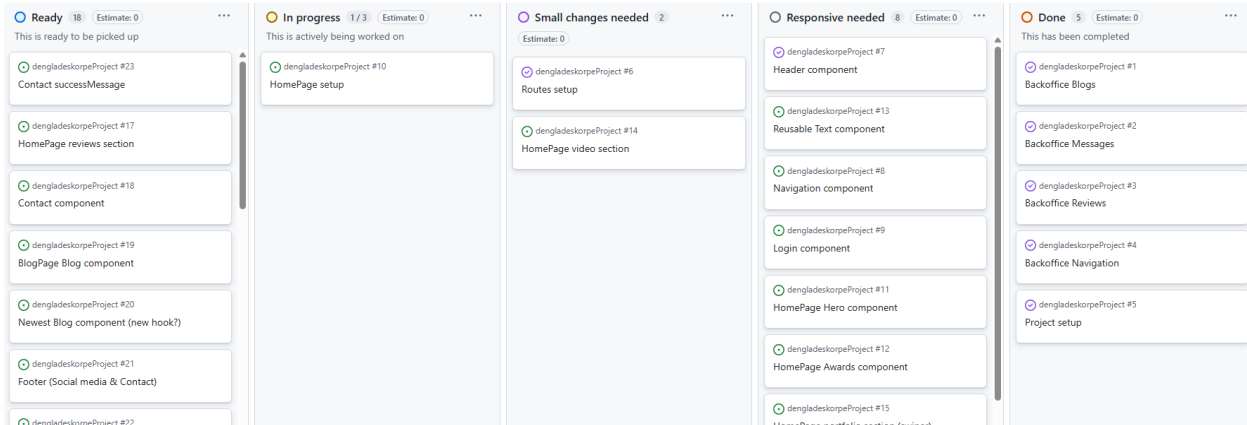 Ready 18 Estimate: 0 ...
This is ready to be picked up
dengladeskorpeProject #23
Contact successMessage
dengladeskorpeProject #17
HomePage reviews section
dengladeskorpeProject #18
Contact component
dengladeskorpeProject #19
BlogPage Blog component
dengladeskorpeProject #20
Newest Blog component (new hook?)
dengladeskorpeProject #21
Footer (Social media & Contact)
dengladeskorpeProject #22
In progress 1 / 3 Estimate: 0 ...
This is actively being worked on
dengladeskorpeProject #10
HomePage setup
Small changes needed 2 ...
Estimate: 0
dengladeskorpeProject #6
Routes setup
dengladeskorpeProject #14
HomePage video section
Responsive needed 8 Estimate: 0 ...
dengladeskorpeProject #7
Header component
dengladeskorpeProject #13
Reusable Text component
dengladeskorpeProject #8
Navigation component
dengladeskorpeProject #9
Login component
dengladeskorpeProject #11
HomePage Hero component
dengladeskorpeProject #12
HomePage Awards component
dengladeskorpeProject #15
HomePage portfolio section (swiper)
Done 5 Estimate: 0 ...
This has been completed
dengladeskorpeProject #1
Backoffice Blogs
dengladeskorpeProject #2
Backoffice Messages
dengladeskorpeProject #3
Backoffice Reviews
dengladeskorpeProject #4
Backoffice Navigation
dengladeskorpeProject #5
Project setup